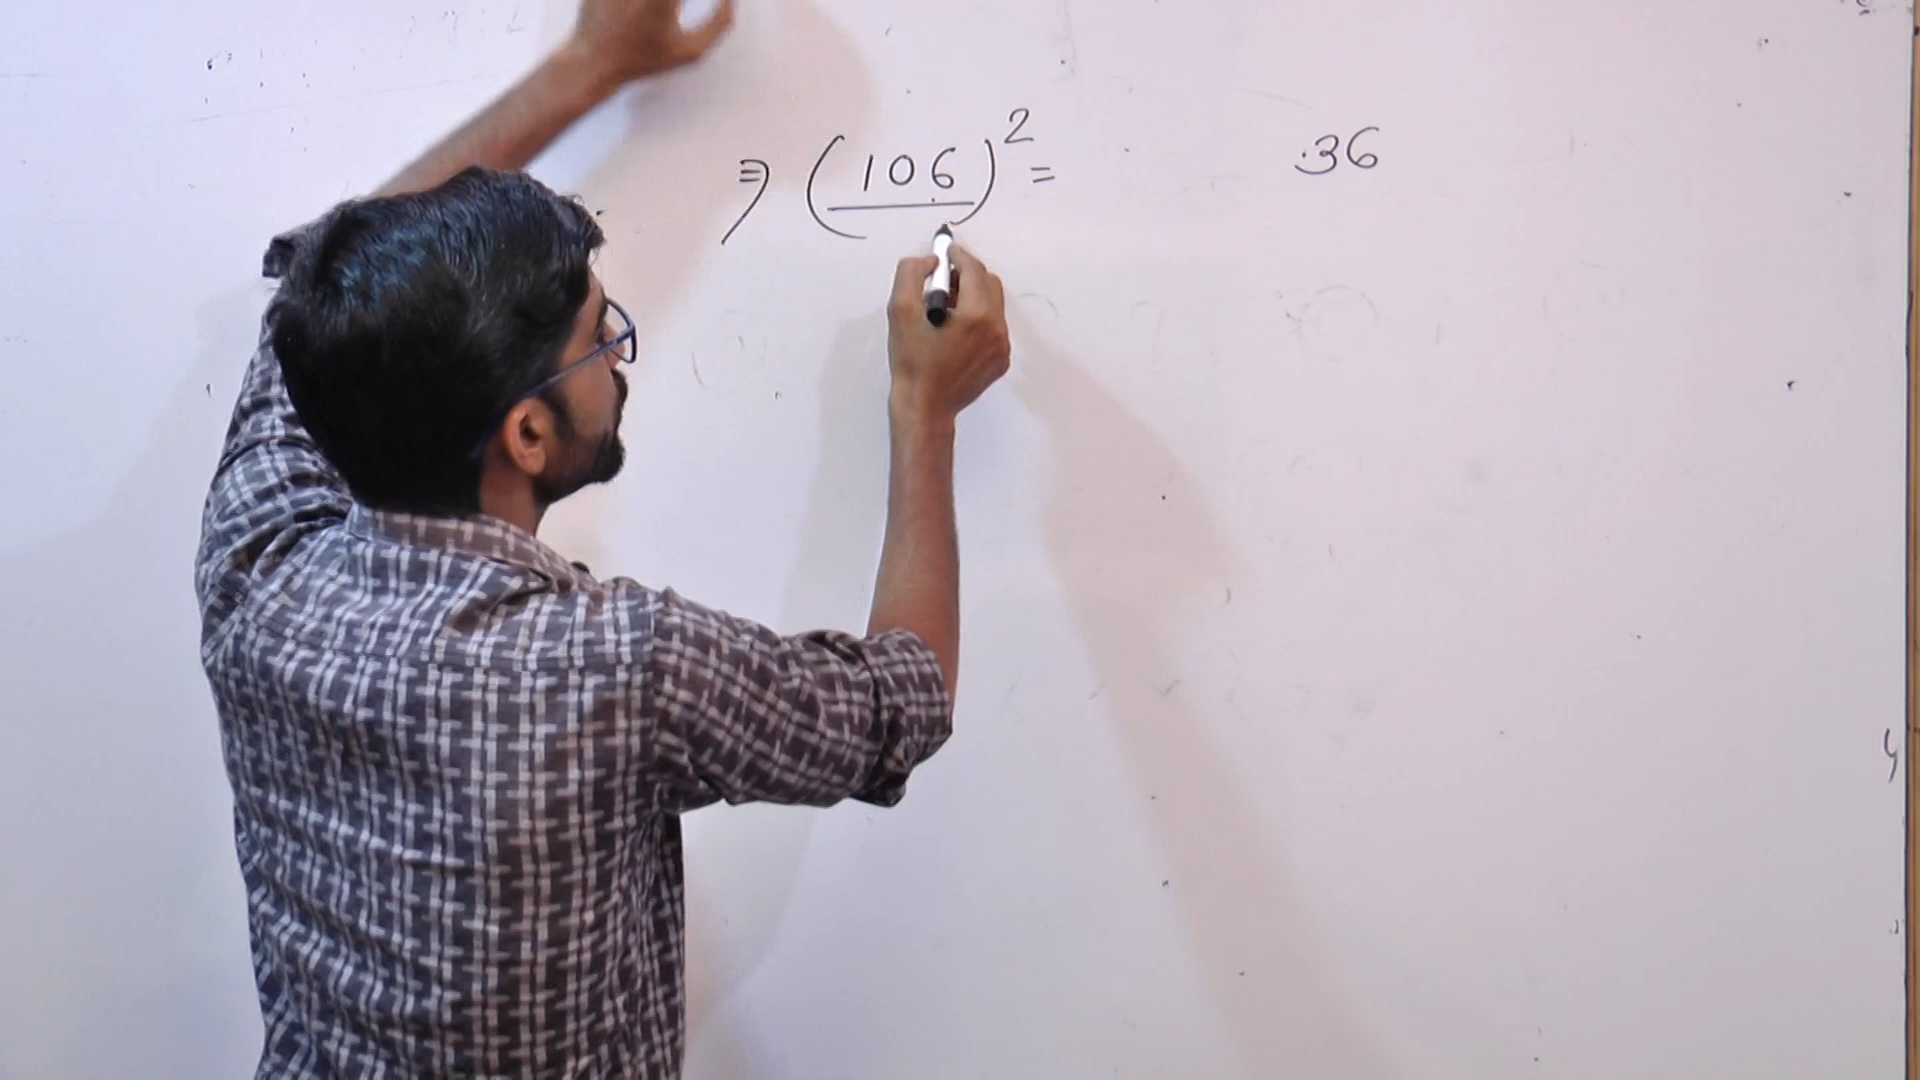 ⇒ (106)² = 36